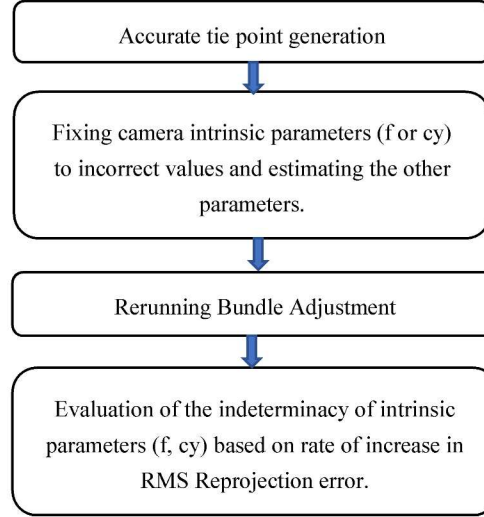 Accurate tie point generation
Fixing camera intrinsic parameters (f or cy)
to incorrect values and estimating the other
parameters.
Rerunning Bundle Adjustment
Evaluation of the indeterminacy of intrinsic
parameters (f, cy) based on rate of increase in
RMS Reprojection error.